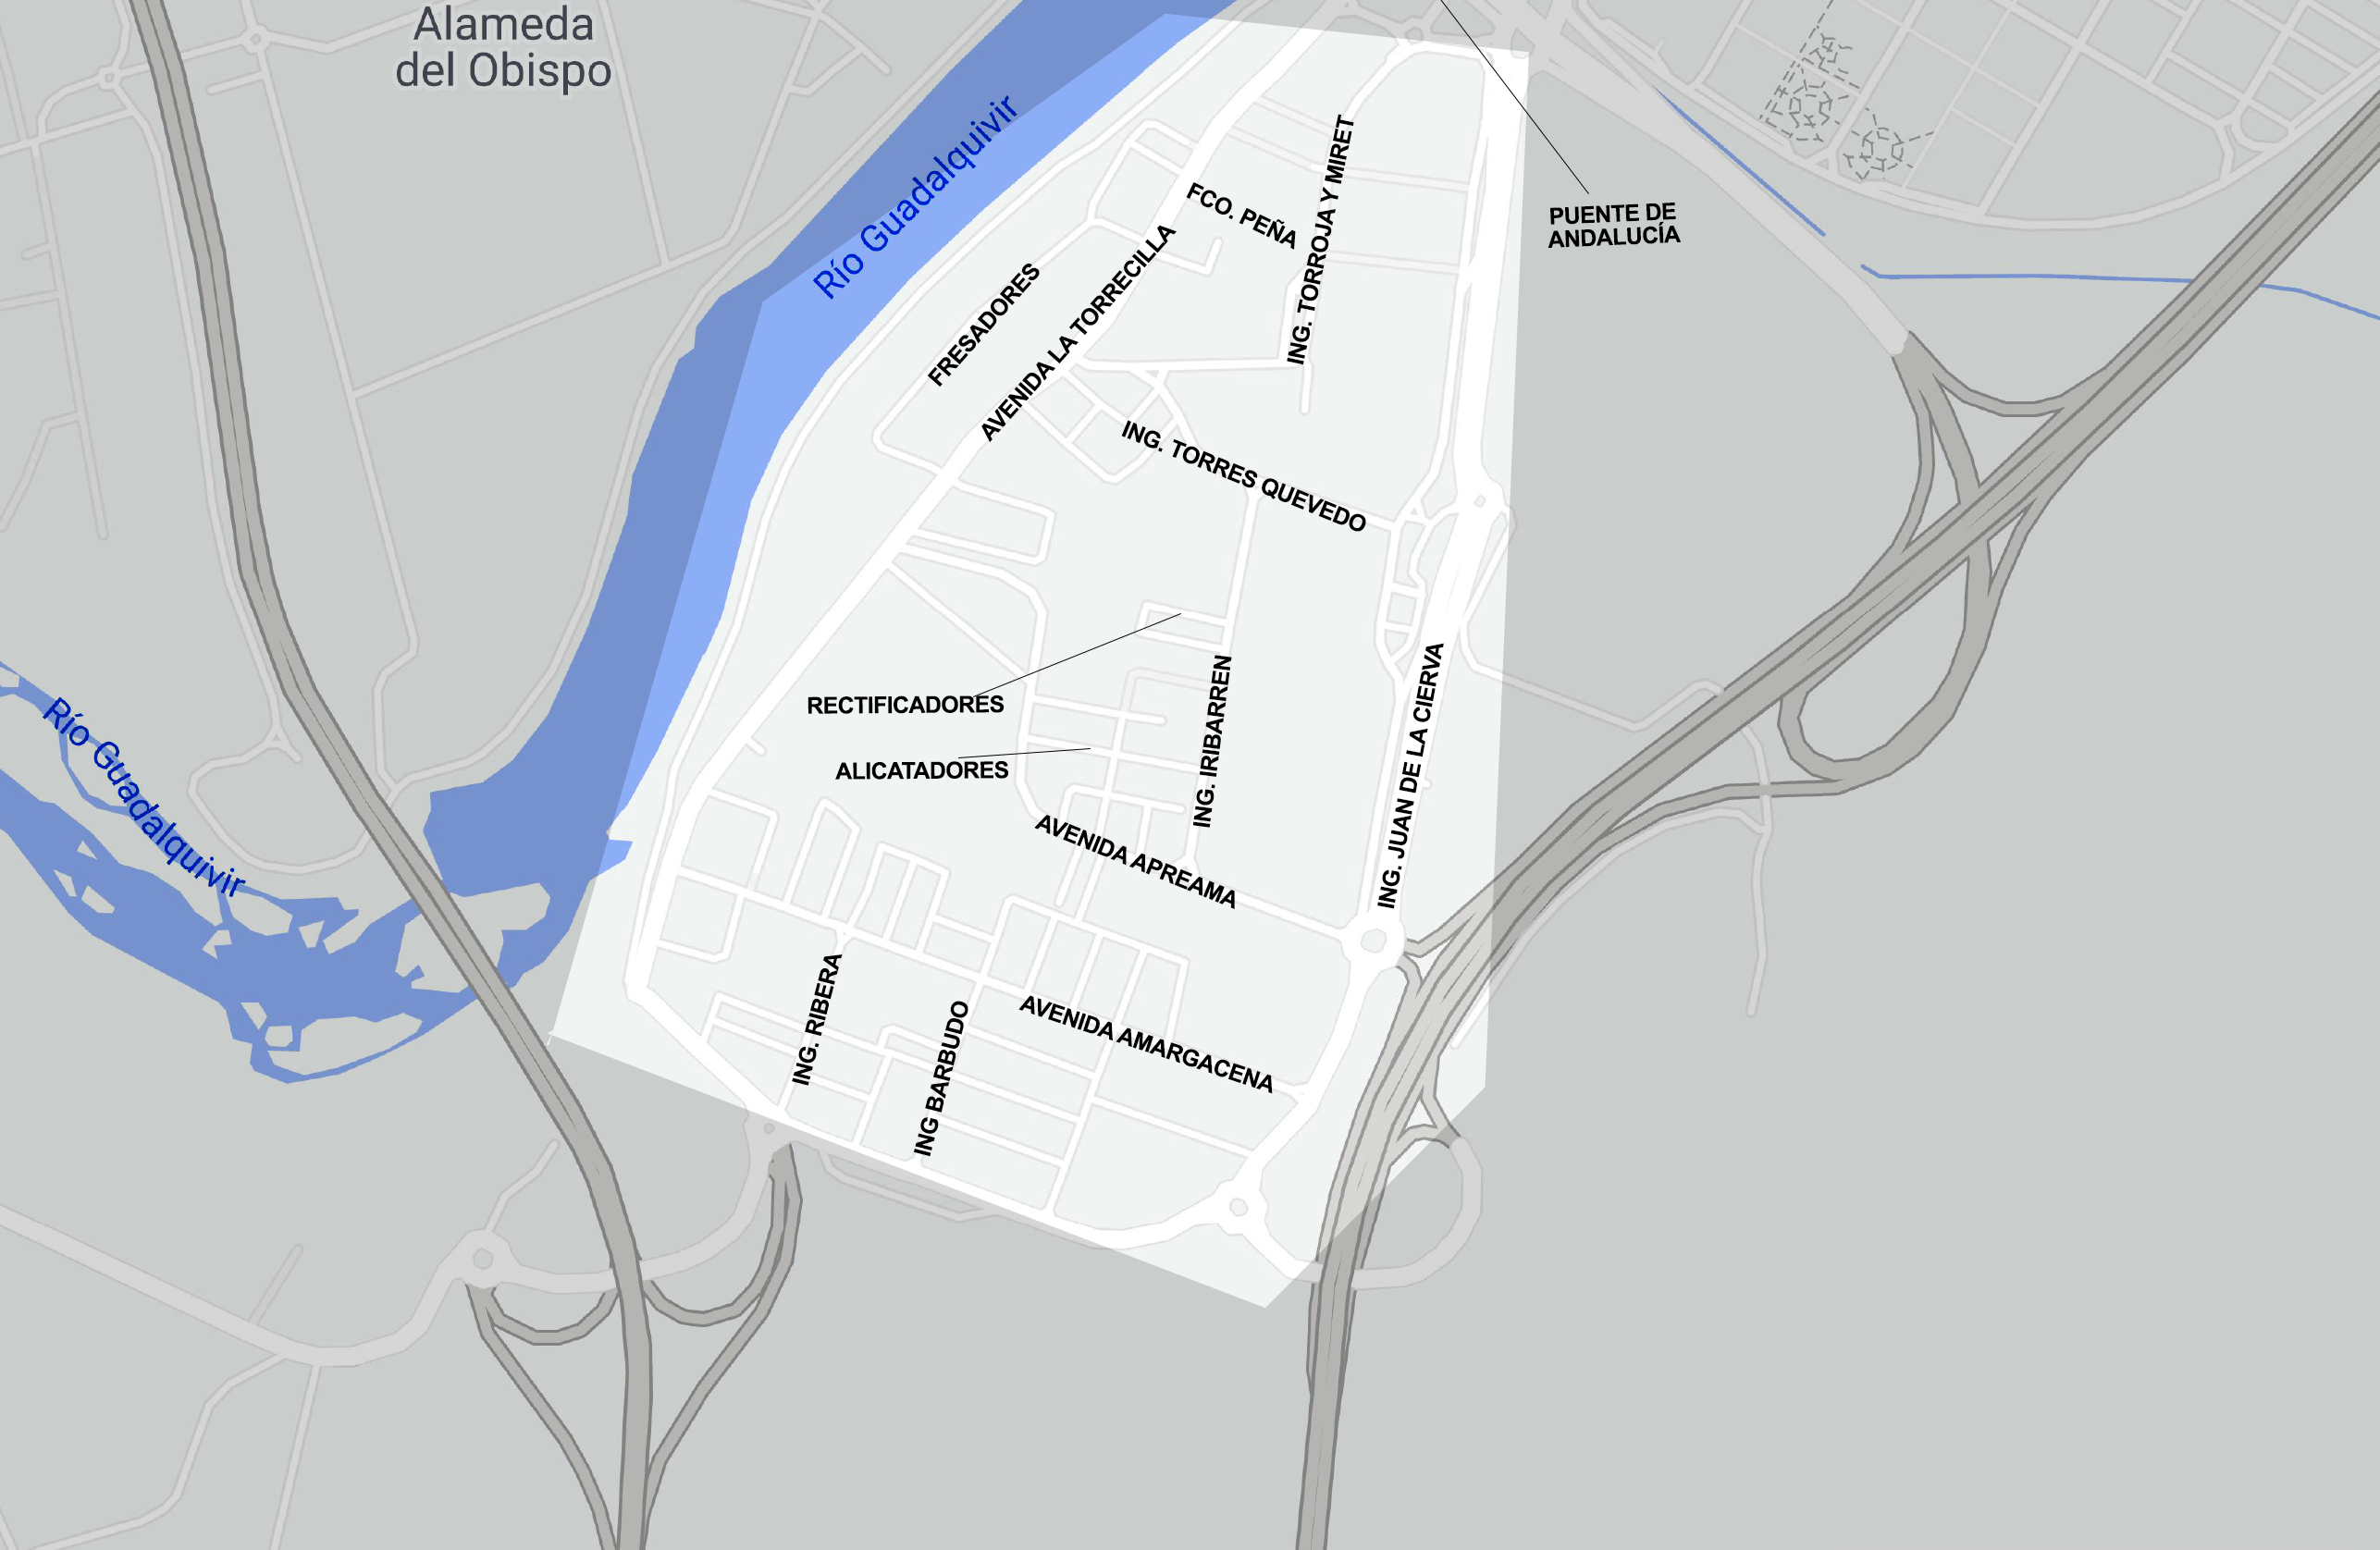 Alameda
del Obispo
Río Guadalquivir
FCO. PEÑA
ING. TORROJA Y MIRET
PUENTE DE
ANDALUCÍA
AVENIDA LA TORRECILLA
FRESADORES
ING. TORRES QUEVEDO
RECTIFICADORES
ING. IRIBARREN
ING. JUAN DE LA CIERVA
Río Guadalquivir
ALICATADORES
AVENIDA APREAMA
ING. RIBERA
ING BARBUDO
AVENIDA AMARGACENA